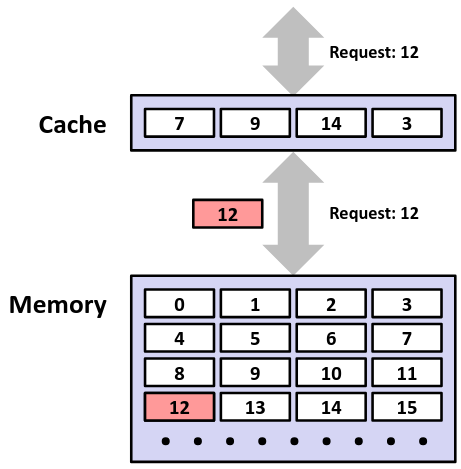 Request: 12
Cache
7 9 14 3
12
Request: 12
Memory
0 1 2 3
4 5 6 7
8 9 10 11
12 13 14 15